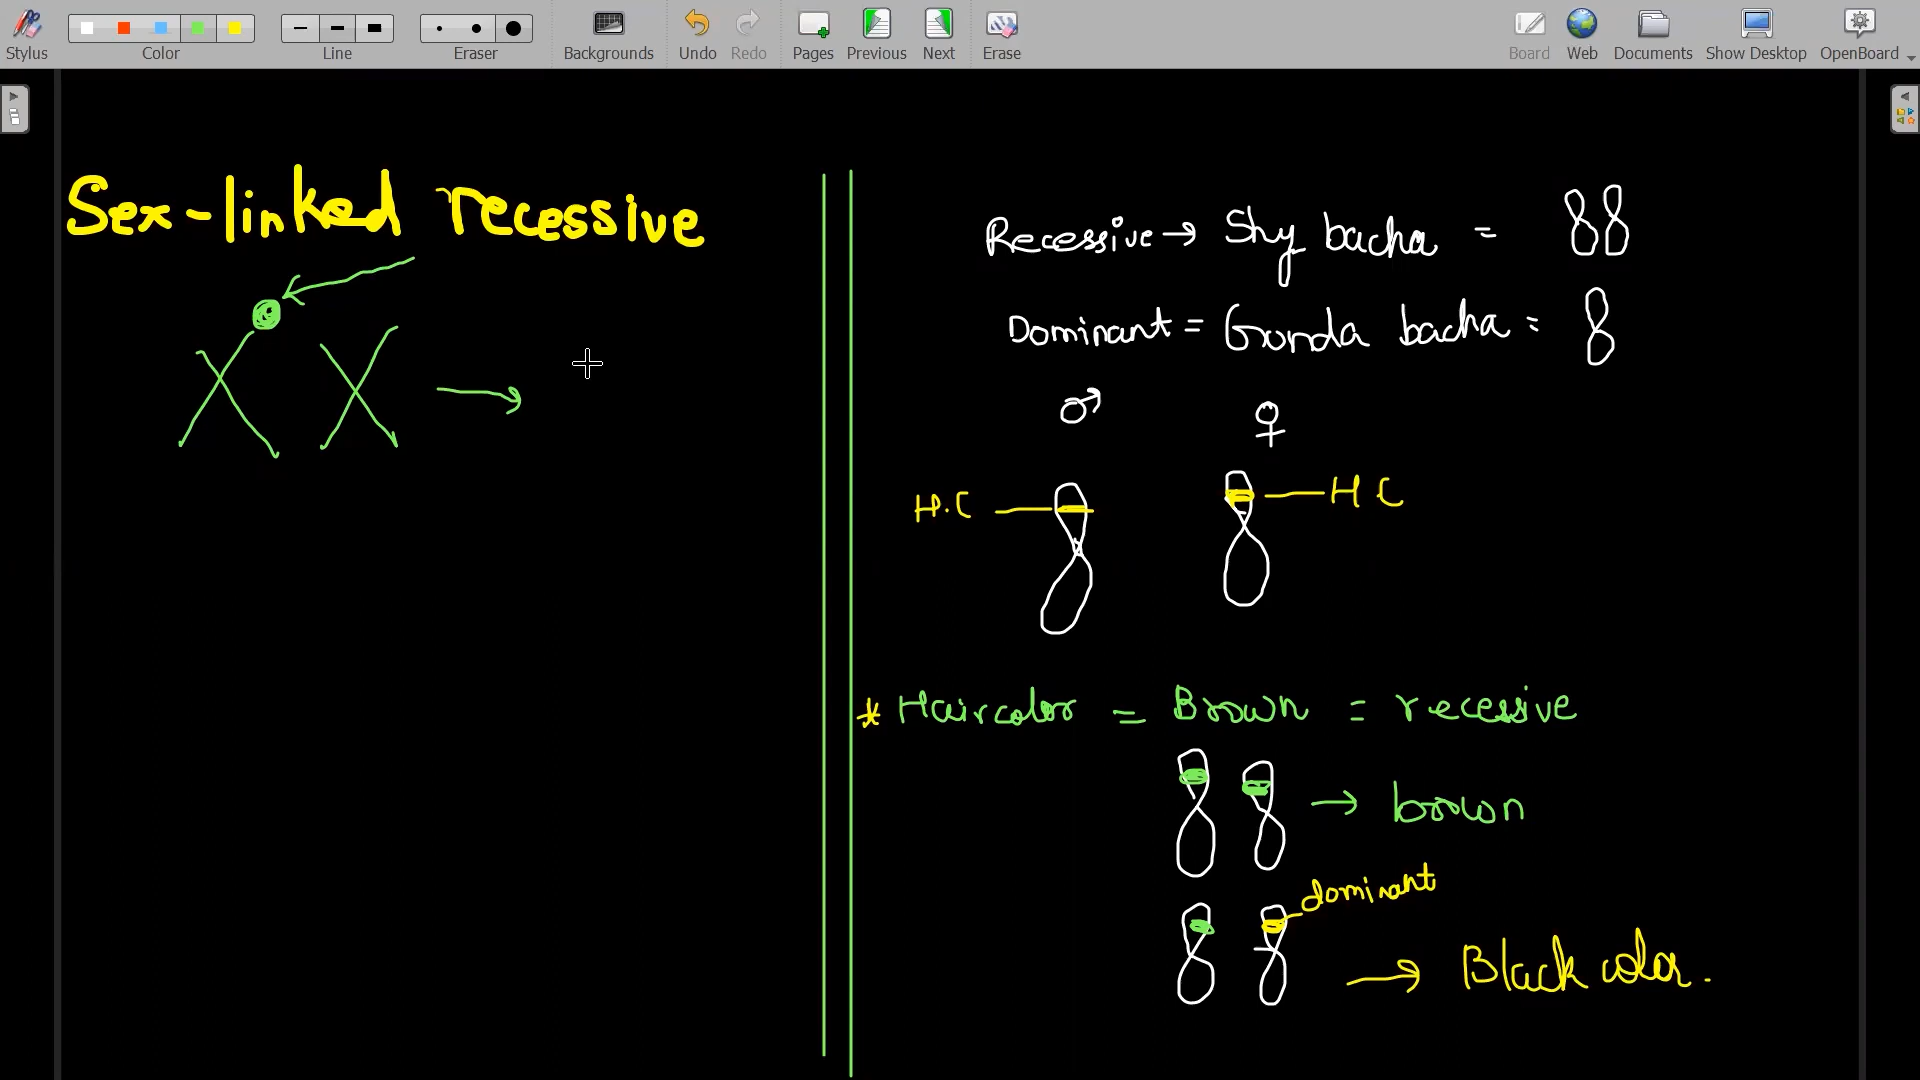 Stylus
Color
Line
Eraser
Backgrounds
Undo
Redo
Pages
Previous
Next
Erase
Board
Web
Documents
Show Desktop
OpenBoard
Sex-linked recessive
X X →
Recessive → Shy bacha = 88
Dominant = Gunda bacha = 8
♂ ♀
H.C
H C
* Haircolor = Brown = recessive
→ brown
dominant
→ Black color.